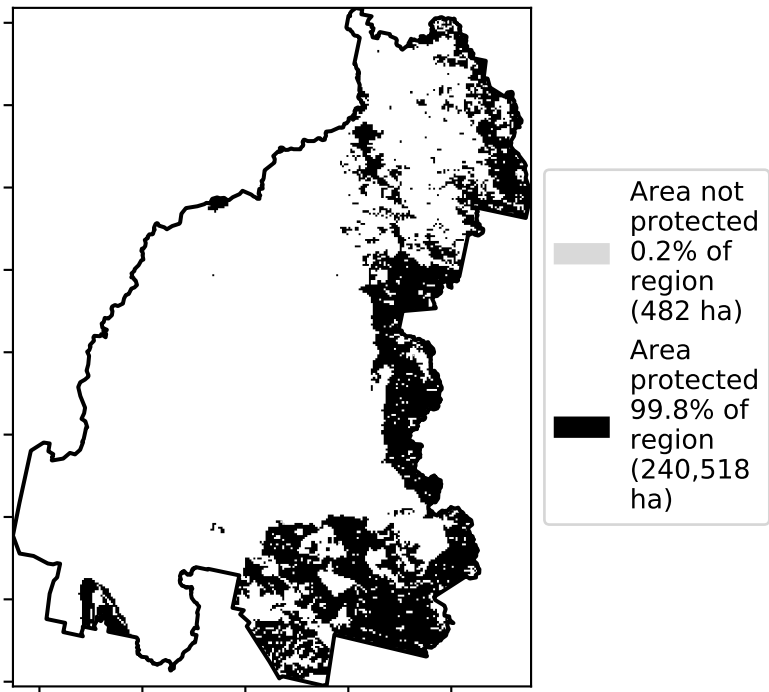 Area not
protected
0.2% of
region
(482 ha)
Area
protected
99.8% of
region
(240,518
ha)